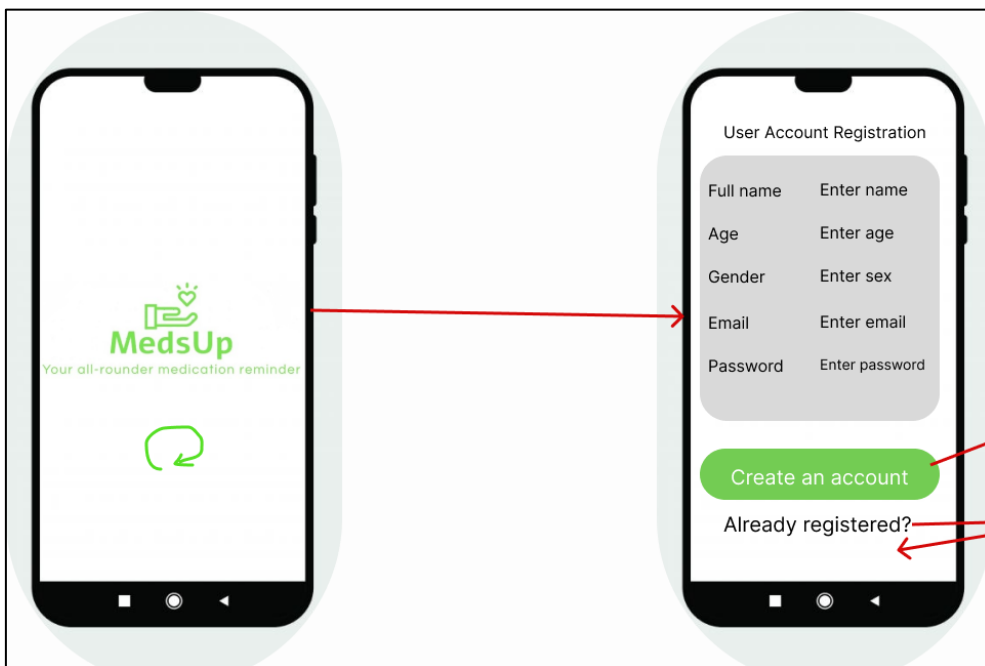 MedsUp
Your all-rounder medication reminder
User Account Registration
Full name Enter name
Age Enter age
Gender Enter sex
Email Enter email
Password Enter password
Create an account
Already registered?